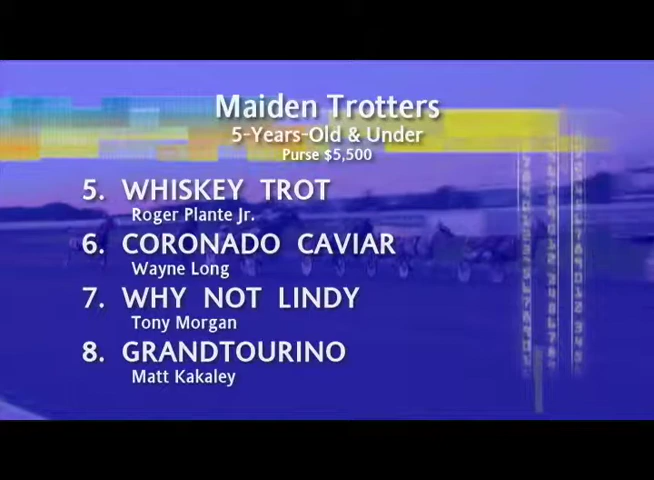 Maiden Trotters
5-Years-Old & Under
Purse $5,500
5. WHISKEY TROT
Roger Plante Jr.
6. CORONADO CAVIAR
Wayne Long
7. WHY NOT LINDY
Tony Morgan
8. GRANDTOURINO
Matt Kakaley